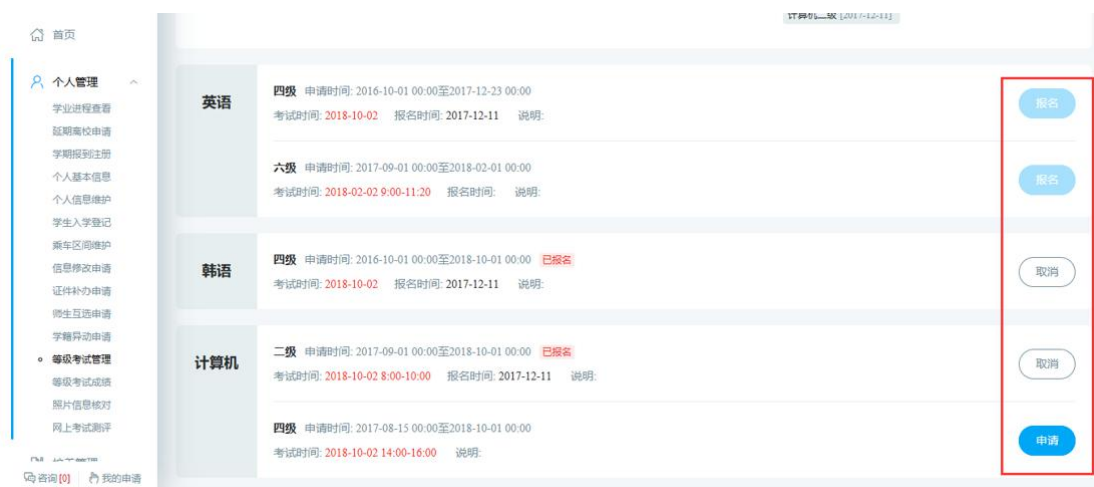 计算机二级 [2017-12-11]
首页
个人管理
学业进程查看
延期离校申请
学期报到注册
个人基本信息
个人信息维护
学生入学登记
乘车区间维护
信息修改申请
证件补办申请
师生互选申请
学籍异动申请
等级考试管理
等级考试成绩
照片信息核对
网上考试测评
咨询[0] 我的申请
英语
四级 申请时间: 2016-10-01 00:00至2017-12-23 00:00
考试时间: 2018-10-02 报名时间: 2017-12-11 说明:
报名
六级 申请时间: 2017-09-01 00:00至2018-02-01 00:00
考试时间: 2018-02-02 9:00-11:20 报名时间: 说明:
报名
韩语
四级 申请时间: 2016-10-01 00:00至2018-10-01 00:00 已报名
考试时间: 2018-10-02 报名时间: 2017-12-11 说明:
取消
计算机
二级 申请时间: 2017-09-01 00:00至2018-10-01 00:00 已报名
考试时间: 2018-10-02 8:00-10:00 报名时间: 2017-12-11 说明:
取消
四级 申请时间: 2017-08-15 00:00至2018-10-01 00:00
考试时间: 2018-10-02 14:00-16:00 说明:
申请